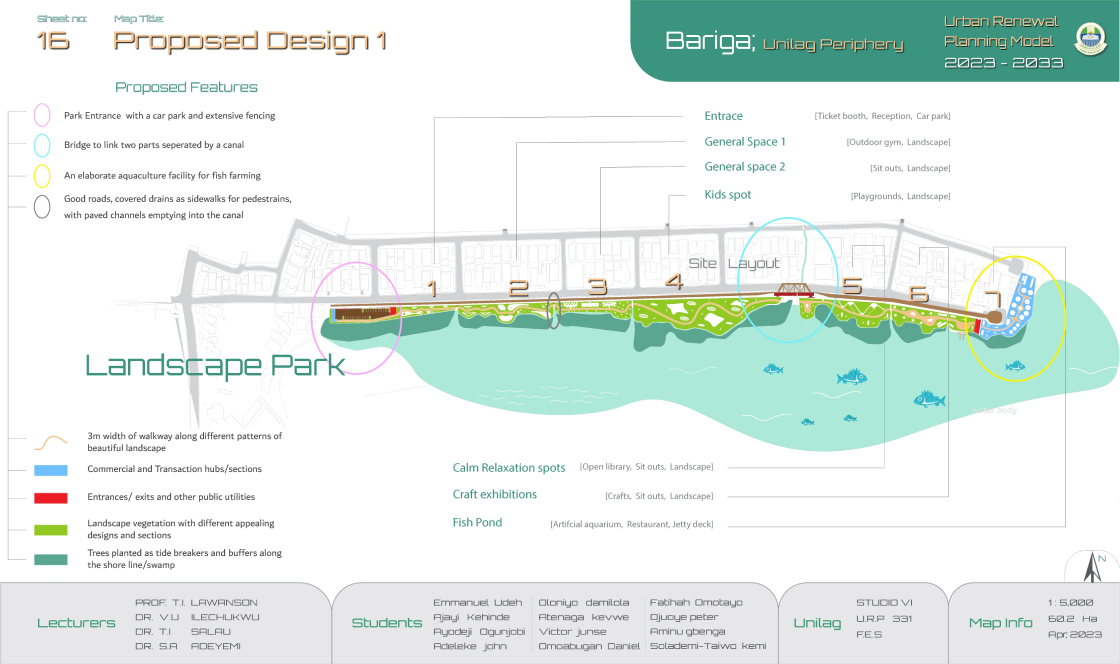 Sheet no:
16
Map Title:
Proposed Design 1
Bariga; Unilag Periphery
Urban Renewal
Planning Model
2023 - 2033
Proposed Features
Park Entrance with a car park and extensive fencing
Bridge to link two parts seperated by a canal
An elaborate aquaculture facility for fish farming
Good roads, covered drains as sidewalks for pedestrains,
with paved channels emptying into the canal
Entrace [Ticket booth, Reception, Car park]
General Space 1 [Outdoor gym, Landscape]
General space 2 [Sit outs, Landscape]
Kids spot [Playgrounds, Landscape]
Site Layout
1
2
3
4
5
6
7
Landscape Park
water body
3m width of walkway along different patterns of
beautiful landscape
Commercial and Transaction hubs/sections
Entrances/ exits and other public utilities
Landscape vegetation with different appealing
designs and sections
Trees planted as tide breakers and buffers along
the shore line/swamp
Calm Relaxation spots [Open library, Sit outs, Landscape]
Craft exhibitions [Crafts, Sit outs, Landscape]
Fish Pond [Artifcial aquarium, Restaurant, Jetty deck]
N
Lecturers
PROF. T.I. LAWANSON
DR. V.U ILECHUKWU
DR. T.I SALAU
DR. S.A ADEYEMI
Students
Emmanuel Udeh
Ajayi Kehinde
Ayodeji Ogunjobi
Adeleke john
Oloniyo damilola
Atenaga kevwe
Victor junse
Omoabugan Daniel
Fatihah Omotayo
Ojuoye peter
Aminu gbenga
Solademi-Taiwo kemi
Unilag
STUDIO VI
U.R.P 331
F.E.S
Map Info
1 : 5,000
60.2 Ha
Apr, 2023